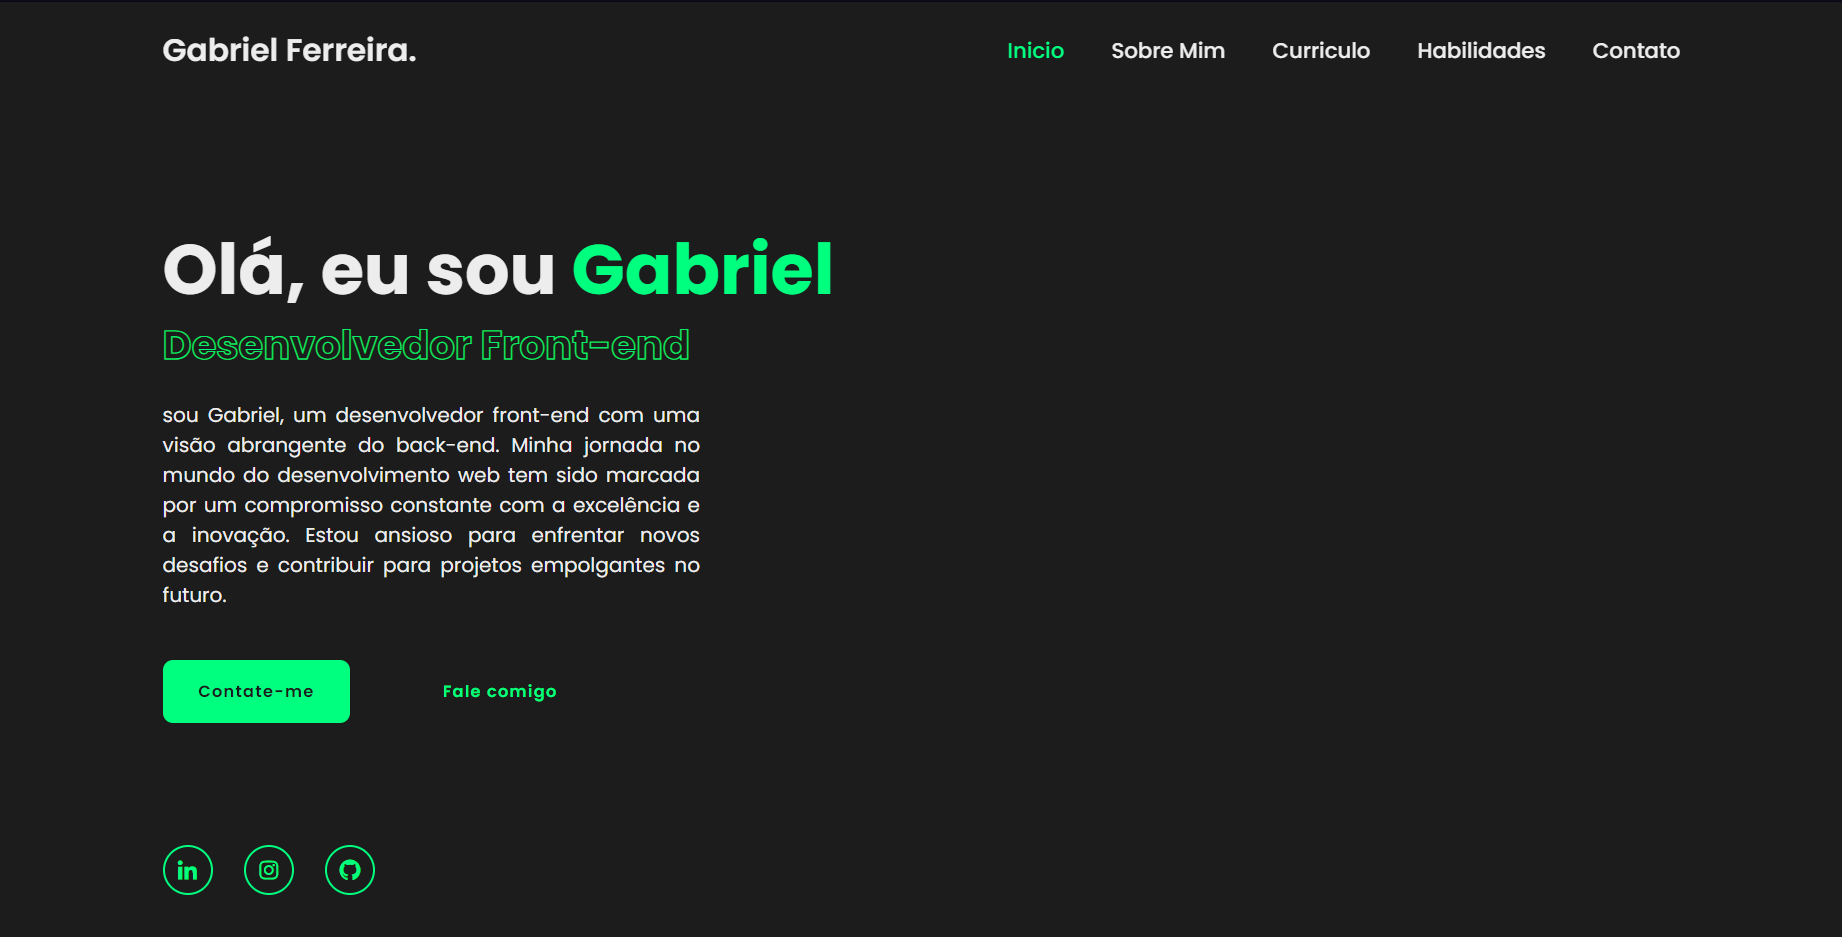 Gabriel Ferreira.
Inicio Sobre Mim Curriculo Habilidades Contato
Olá, eu sou Gabriel
Desenvolvedor Front-end
sou Gabriel, um desenvolvedor front-end com uma
visão abrangente do back-end. Minha jornada no
mundo do desenvolvimento web tem sido marcada
por um compromisso constante com a excelência e
a inovação. Estou ansioso para enfrentar novos
desafios e contribuir para projetos empolgantes no
futuro.
Contate-me Fale comigo
in